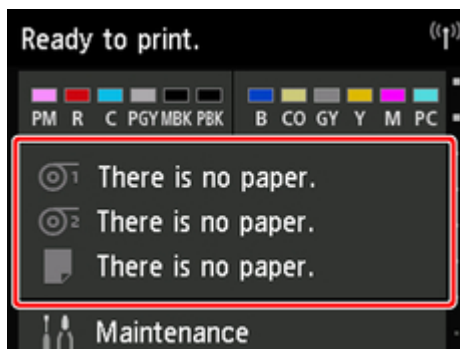 Ready to print.
PM R C PGY MBK PBK B CO GY Y M PC
1 There is no paper.
2 There is no paper.
There is no paper.
Maintenance